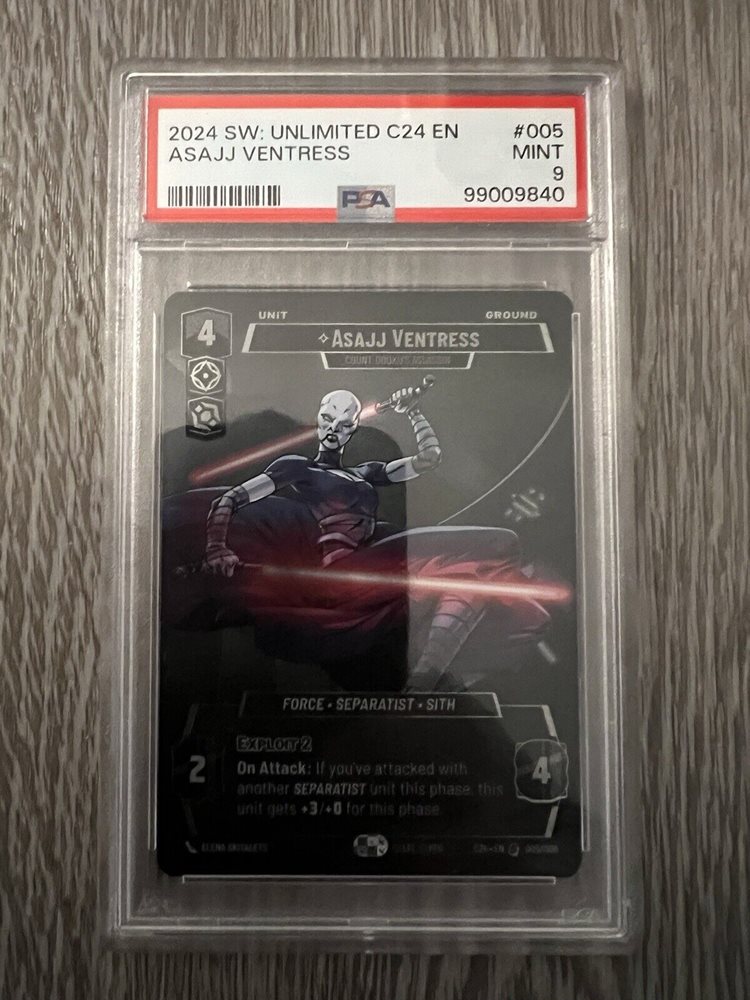 2024 SW: UNLIMITED C24 EN #005
ASAJJ VENTRESS MINT
9
PSA 99009840
UNIT GROUND
4
ASAJJ VENTRESS
COUNT DOOKU'S ASSASSIN
FORCE • SEPARATIST • SITH
EXPLOIT 2
2 4
On Attack: If you've attacked with
another SEPARATIST unit this phase, this
unit gets +3/+0 for this phase.
C24 • EN